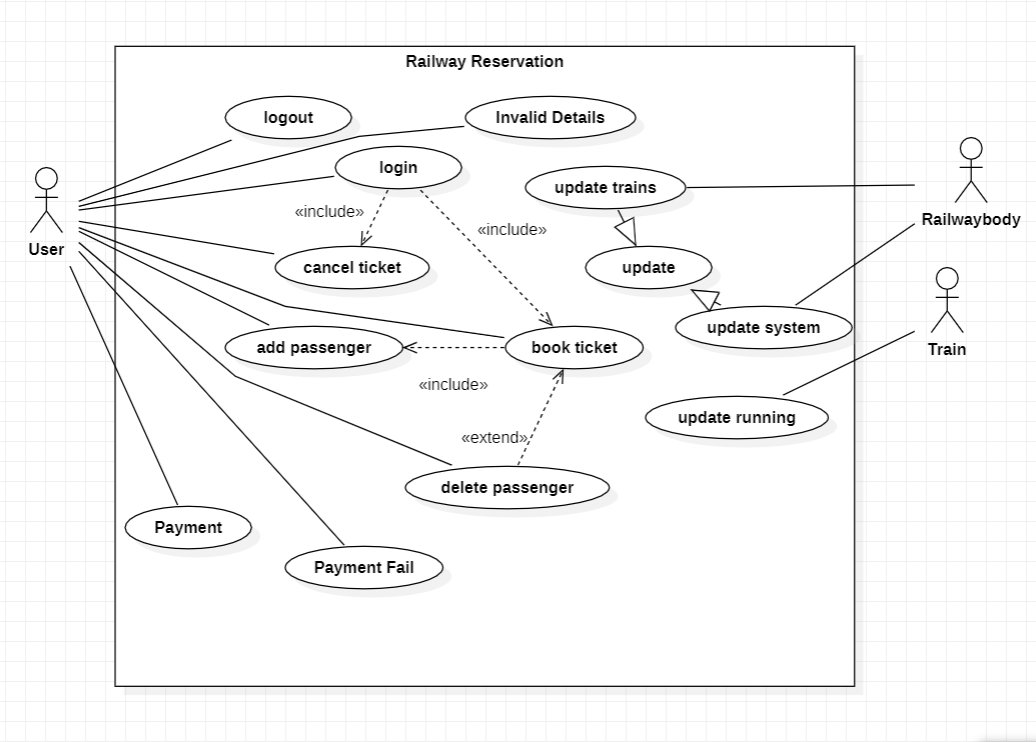 Railway Reservation
logout
Invalid Details
login
update trains
«include»
«include»
User
Railwaybody
cancel ticket
update
add passenger
book ticket
update system
Train
«include»
update running
«extend»
delete passenger
Payment
Payment Fail